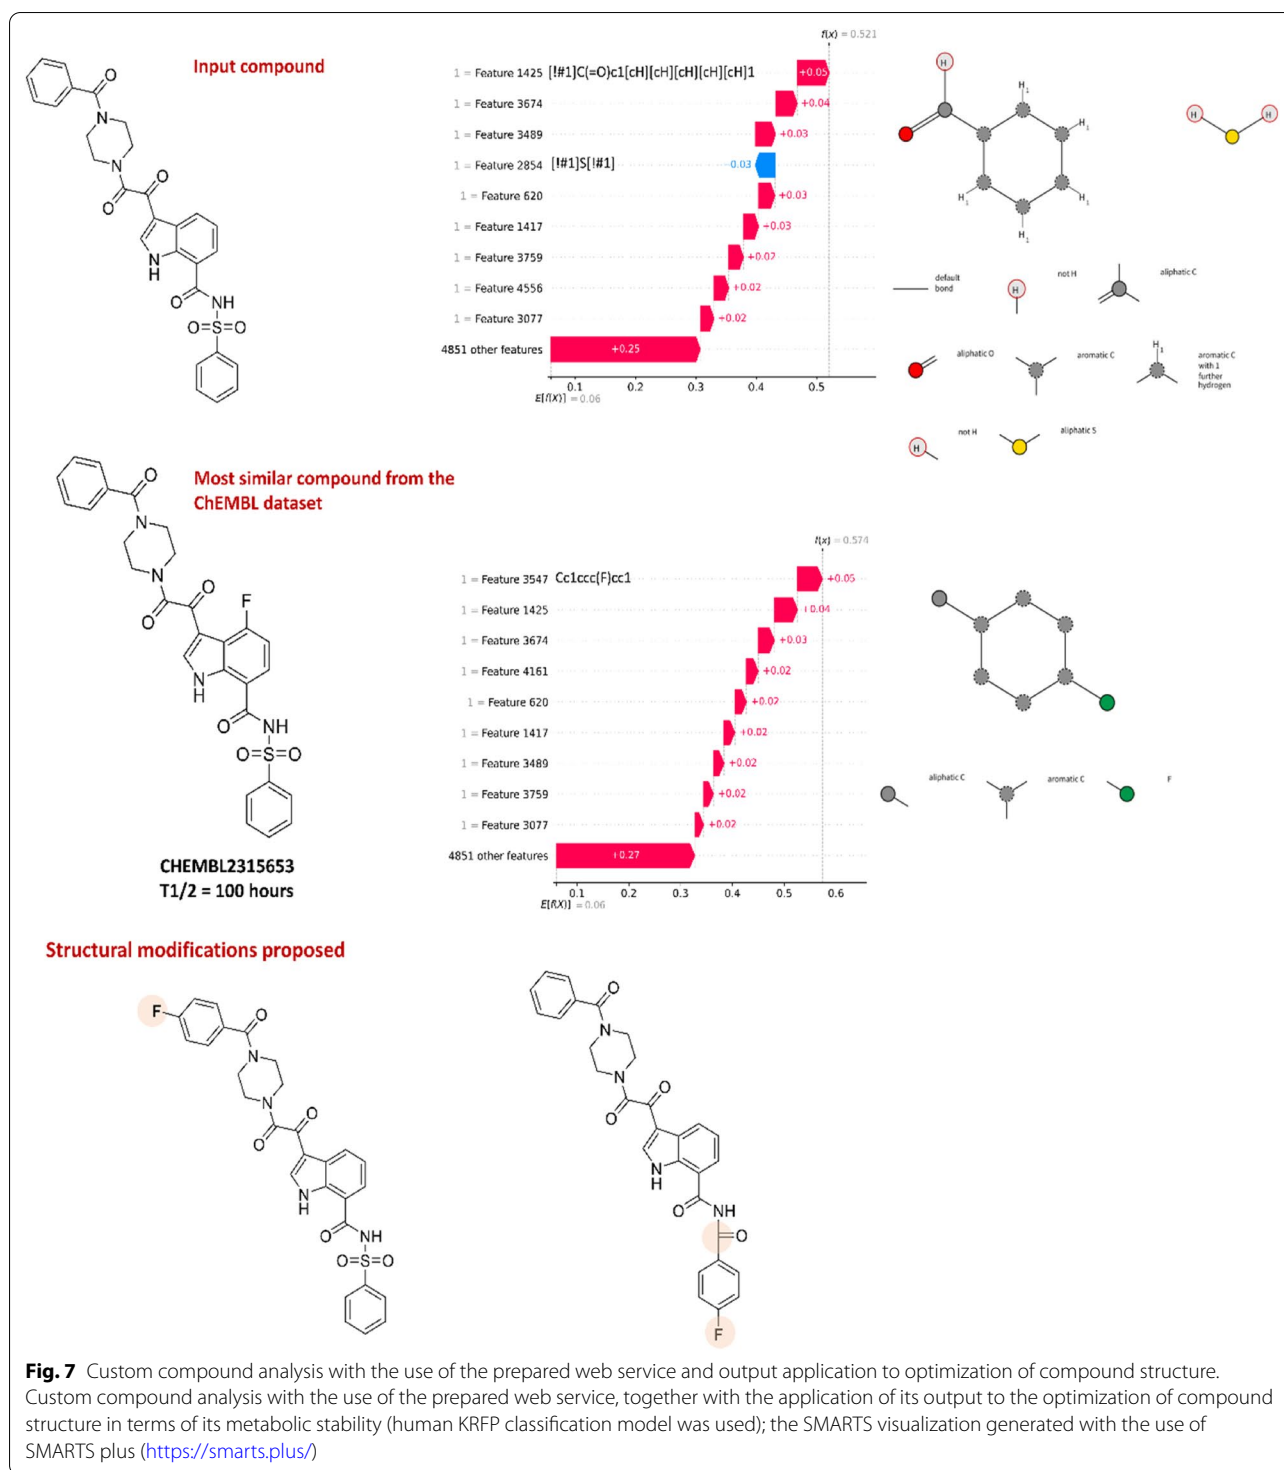 Input compound
f(x) = 0.521
1 = Feature 1425 [!#1]C(=O)c1[cH][cH][cH][cH][cH]1
+0.05
1 = Feature 3674
+0.04
1 = Feature 3489
+0.03
1 = Feature 2854 [!#1]S[!#1]
-0.03
1 = Feature 620
+0.03
1 = Feature 1417
+0.03
1 = Feature 3759
+0.02
1 = Feature 4556
+0.02
1 = Feature 3077
+0.02
4851 other features
+0.25
0.1 0.2 0.3 0.4 0.5
E[f(X)] = 0.06
O
N
N
O
O
N
H
O
NH
O=S=O
H
H1
H1
H1
H1
H1
H H
default bond
H
not H
aliphatic C
aliphatic O
aromatic C
H1
aromatic C
with 1
further
hydrogen
H
not H
aliphatic S
Most similar compound from the
ChEMBL dataset
O
N
N
O
O
F
N
H
O
NH
O=S=O
CHEMBL2315653
T1/2 = 100 hours
f(x) = 0.574
1 = Feature 3547 Cc1ccc(F)cc1
+0.05
1 = Feature 1425
+0.04
1 = Feature 3674
+0.03
1 = Feature 4161
+0.02
1 = Feature 620
+0.02
1 = Feature 1417
+0.02
1 = Feature 3489
+0.02
1 = Feature 3759
+0.02
1 = Feature 3077
+0.02
4851 other features
+0.27
0.1 0.2 0.3 0.4 0.5 0.6
E[f(X)] = 0.06
aliphatic C
aromatic C
F
Structural modifications proposed
F
O
N
N
O
O
N
H
O
NH
O=S=O
O
N
N
O
O
N
H
O
NH
=O
F
Fig. 7 Custom compound analysis with the use of the prepared web service and output application to optimization of compound structure.
Custom compound analysis with the use of the prepared web service, together with the application of its output to the optimization of compound
structure in terms of its metabolic stability (human KRFP classification model was used); the SMARTS visualization generated with the use of
SMARTS plus (https://smarts.plus/)